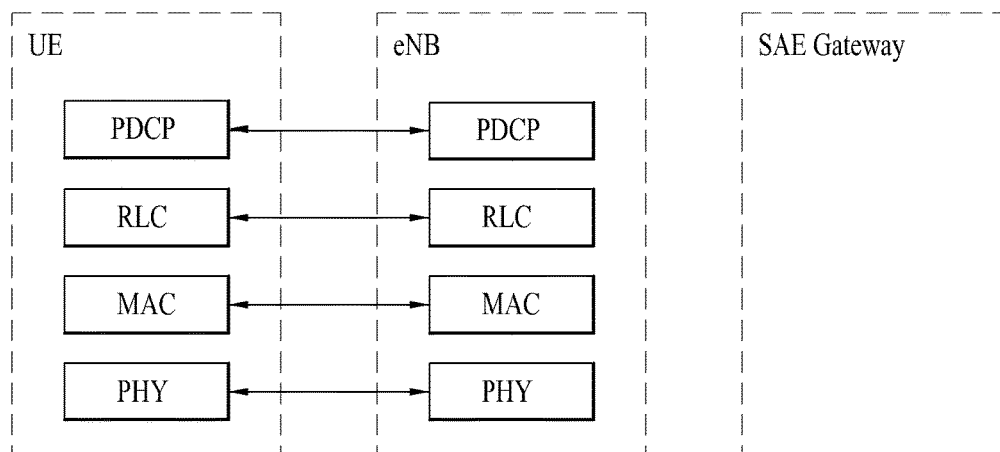 UE eNB SAE Gateway
PDCP PDCP
RLC RLC
MAC MAC
PHY PHY